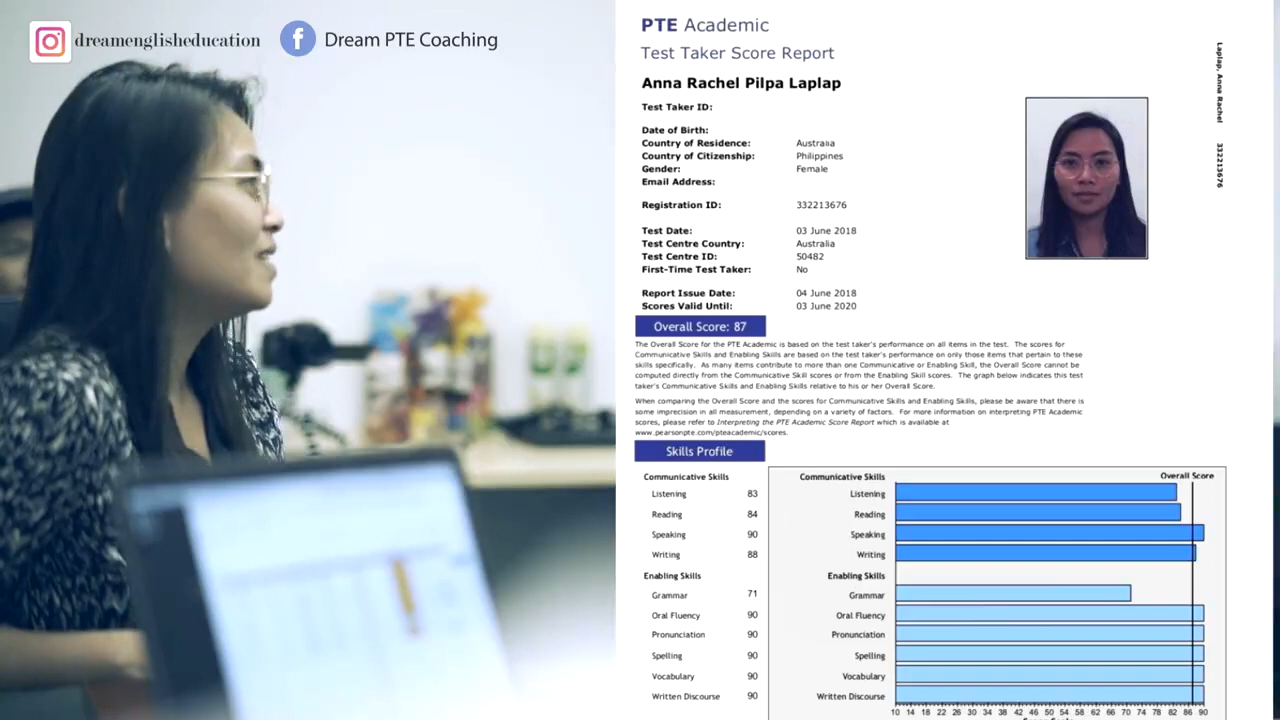 dreamenglisheducation
Dream PTE Coaching
PTE Academic
Test Taker Score Report
Anna Rachel Pilpa Laplap
Test Taker ID:
Date of Birth:
Country of Residence: Australia
Country of Citizenship: Philippines
Gender: Female
Email Address:
Registration ID: 332213676
Test Date: 03 June 2018
Test Centre Country: Australia
Test Centre ID: 50482
First-Time Test Taker: No
Report Issue Date: 04 June 2018
Scores Valid Until: 03 June 2020
Laplap, Anna Rachel 332213676
Overall Score: 87
The Overall Score for the PTE Academic is based on the test taker's performance on all items in the test. The scores for
Communicative Skills and Enabling Skills are based on the test taker's performance on only those items that pertain to these
skills specifically. As many items contribute to more than one Communicative or Enabling Skill, the Overall Score cannot be
computed directly from the Communicative Skill scores or from the Enabling Skill scores. The graph below indicates this test
taker's Communicative Skills and Enabling Skills relative to his or her Overall Score.
When comparing the Overall Score and the scores for Communicative Skills and Enabling Skills, please be aware that there is
some imprecision in all measurement, depending on a variety of factors. For more information on interpreting PTE Academic
scores, please refer to Interpreting the PTE Academic Score Report which is available at
www.pearsonpte.com/pteacademic/scores.
Skills Profile
Communicative Skills
Listening 83
Reading 84
Speaking 90
Writing 88
Enabling Skills
Grammar 71
Oral Fluency 90
Pronunciation 90
Spelling 90
Vocabulary 90
Written Discourse 90
Communicative Skills Overall Score
Listening
Reading
Speaking
Writing
Enabling Skills
Grammar
Oral Fluency
Pronunciation
Spelling
Vocabulary
Written Discourse
10 14 18 22 26 30 34 38 42 46 50 54 58 62 66 70 74 78 82 86 90